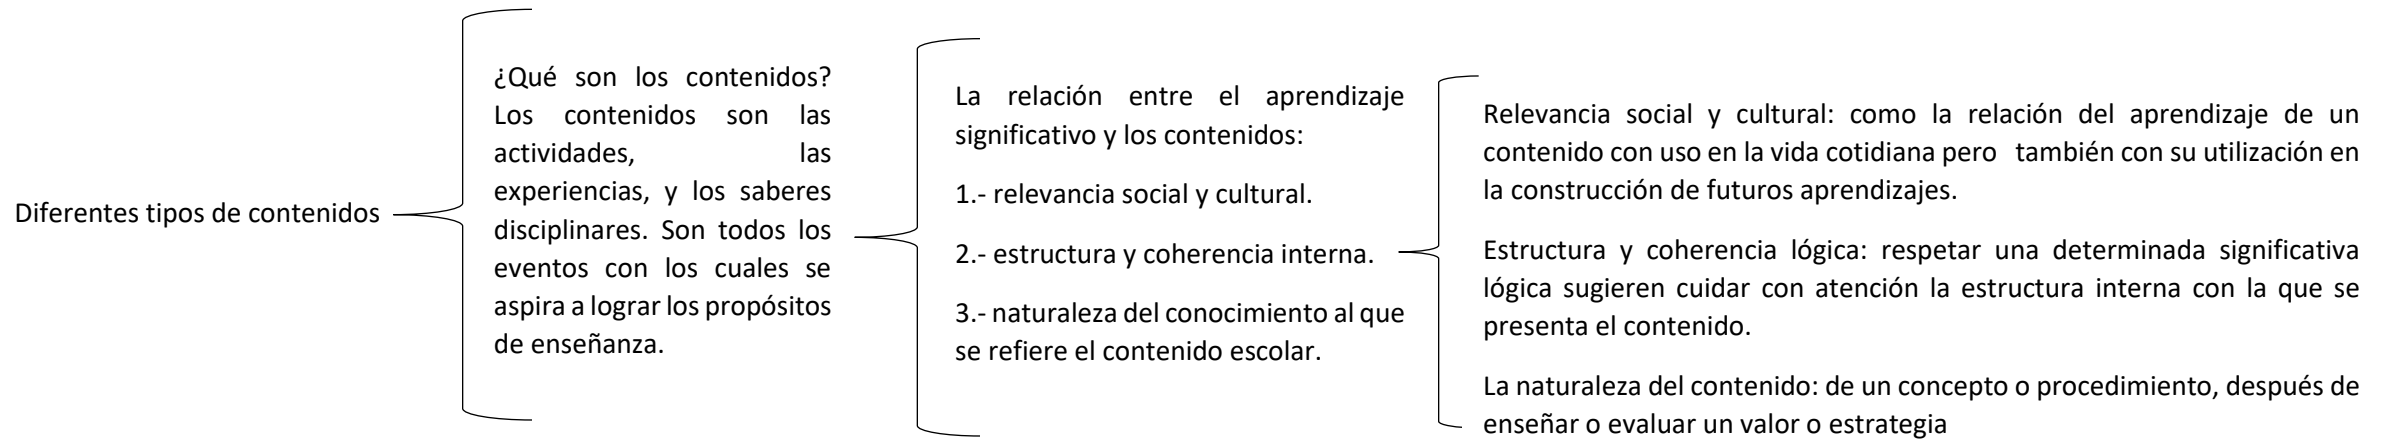 Diferentes tipos de contenidos
¿Qué son los contenidos?
Los contenidos son las
actividades, las
experiencias, y los saberes
disciplinares. Son todos los
eventos con los cuales se
aspira a lograr los propósitos
de enseñanza.
La relación entre el aprendizaje
significativo y los contenidos:
1.- relevancia social y cultural.
2.- estructura y coherencia interna.
3.- naturaleza del conocimiento al que
se refiere el contenido escolar.
Relevancia social y cultural: como la relación del aprendizaje de un
contenido con uso en la vida cotidiana pero también con su utilización en
la construcción de futuros aprendizajes.
Estructura y coherencia lógica: respetar una determinada significativa
lógica sugieren cuidar con atención la estructura interna con la que se
presenta el contenido.
La naturaleza del contenido: de un concepto o procedimiento, después de
enseñar o evaluar un valor o estrategia